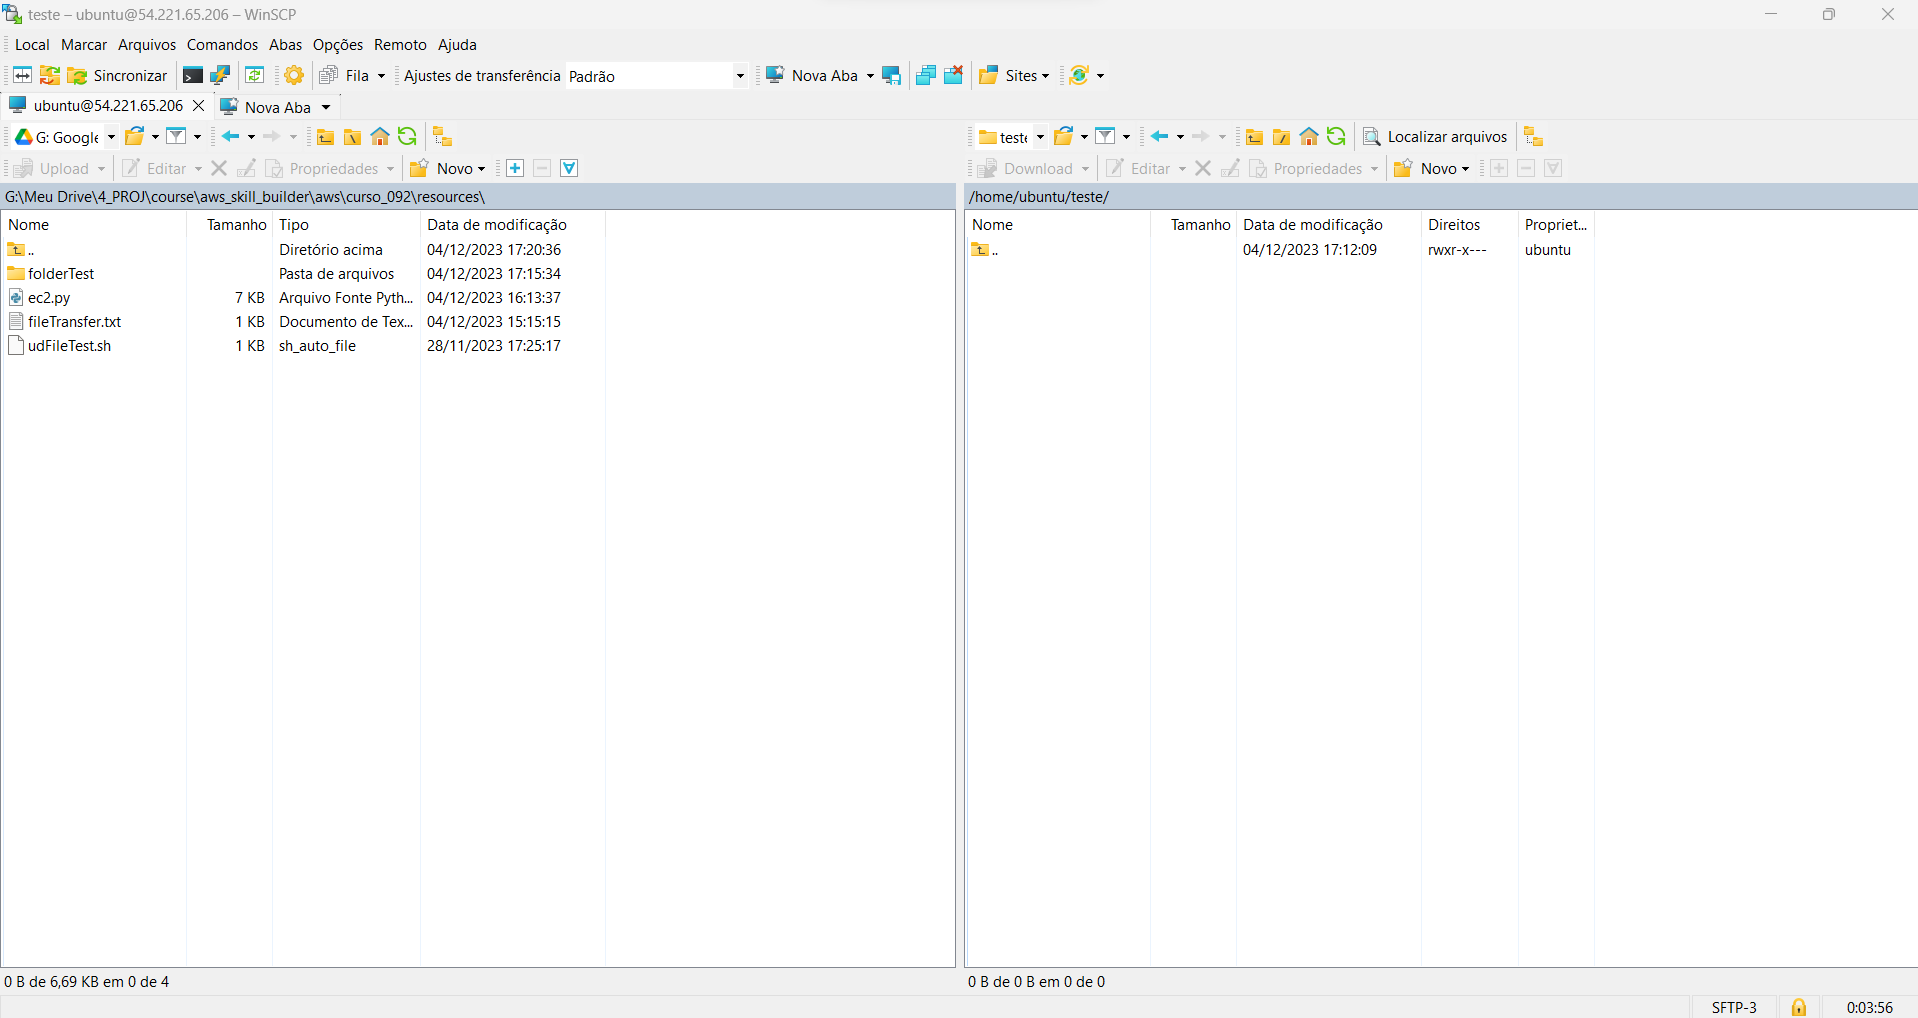 teste – ubuntu@54.221.65.206 – WinSCP
Local Marcar Arquivos Comandos Abas Opções Remoto Ajuda
Sincronizar Fila Ajustes de transferência Padrão Nova Aba Sites
ubuntu@54.221.65.206 Nova Aba
G: Google
Upload Editar Propriedades Novo
G:\Meu Drive\4_PROJ\course\aws_skill_builder\aws\curso_092\resources\
Nome Tamanho Tipo Data de modificação
.. Diretório acima 04/12/2023 17:20:36
folderTest Pasta de arquivos 04/12/2023 17:15:34
ec2.py 7 KB Arquivo Fonte Pyth... 04/12/2023 16:13:37
fileTransfer.txt 1 KB Documento de Tex... 04/12/2023 15:15:15
udFileTest.sh 1 KB sh_auto_file 28/11/2023 17:25:17
0 B de 6,69 KB em 0 de 4
teste Localizar arquivos
Download Editar Propriedades Novo
/home/ubuntu/teste/
Nome Tamanho Data de modificação Direitos Propriet...
.. 04/12/2023 17:12:09 rwxr-x--- ubuntu
0 B de 0 B em 0 de 0
SFTP-3 0:03:56